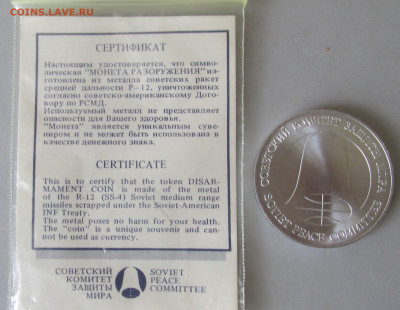 COINS.LAVE.RU
СЕРТИФИКАТ
Настоящим удостоверяется, что симво-
лическая "МОНЕТА РАЗОРУЖЕНИЯ" из-
готовлена из металла советских ракет
средней дальности Р-12, уничтоженных
согласно советско-американскому Дого-
вору по РСМД.
Используемый металл не представляет
опасности для Вашего здоровья.
"Монета" является уникальным суве-
ниром и не может быть использована в
качестве денежного знака.
CERTIFICATE
This is to certify that the token DISAR-
MAMENT COIN is made of the metal
of the R-12 (SS-4) Soviet medium range
missiles scrapped under the Soviet-American
INF Treaty.
The metal poses no harm for your health.
The "coin" is a unique souvenir and can-
not be used as currency.
СОВЕТСКИЙ
КОМИТЕТ
ЗАЩИТЫ
МИРА
SOVIET
PEACE
COMMITTEE
СОВЕТСКИЙ КОМИТЕТ ЗАЩИТЫ МИРА
SOVIET PEACE COMMITTEE